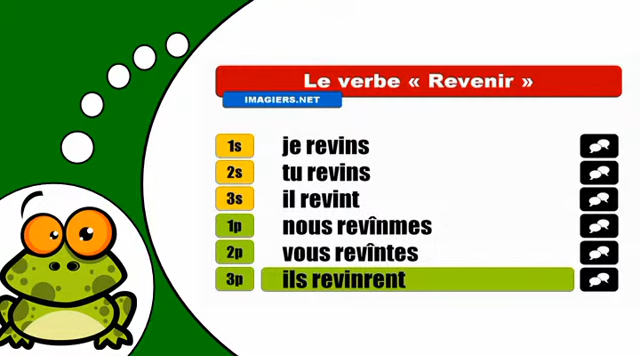 Le verbe « Revenir »
IMAGIERS.NET
1s je revins
2s tu revins
3s il revint
1p nous revînmes
2p vous revîntes
3p ils revinrent